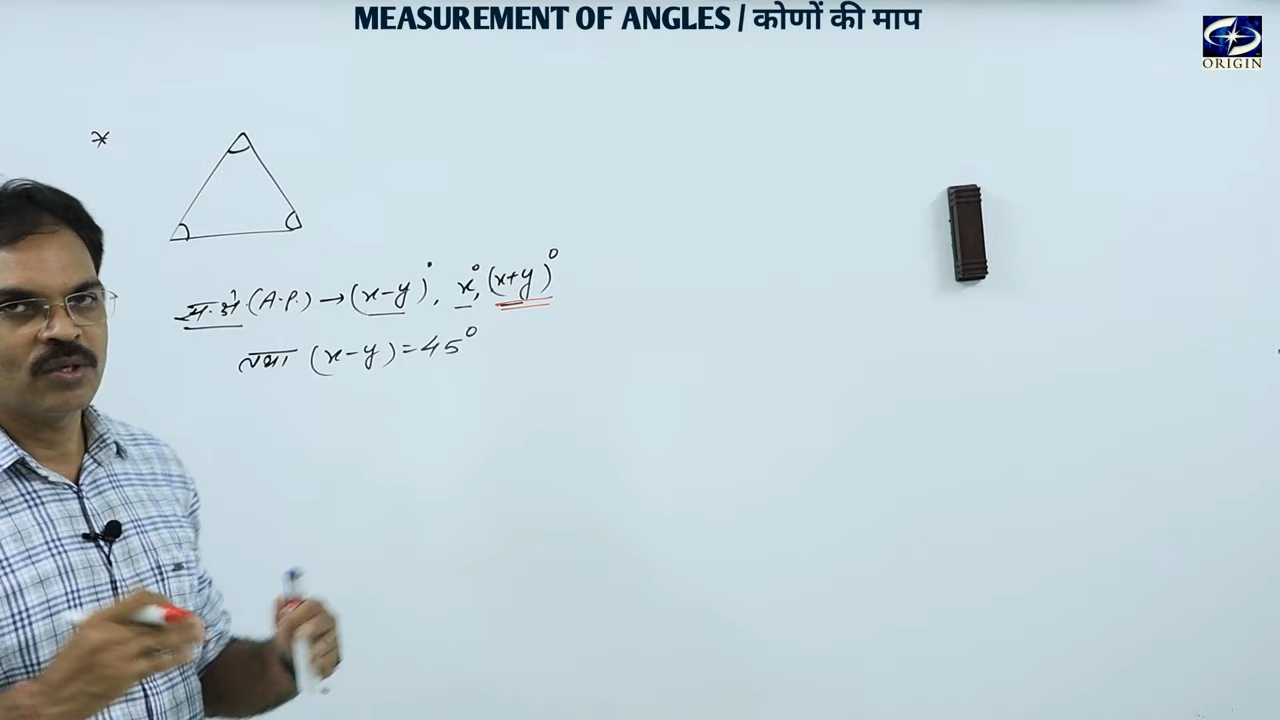 MEASUREMENT OF ANGLES / कोणों की माप
ORIGIN
*
स.श्रे (A.P.) → (x-y)°, x°, (x+y)°
तथा (x-y) = 45°